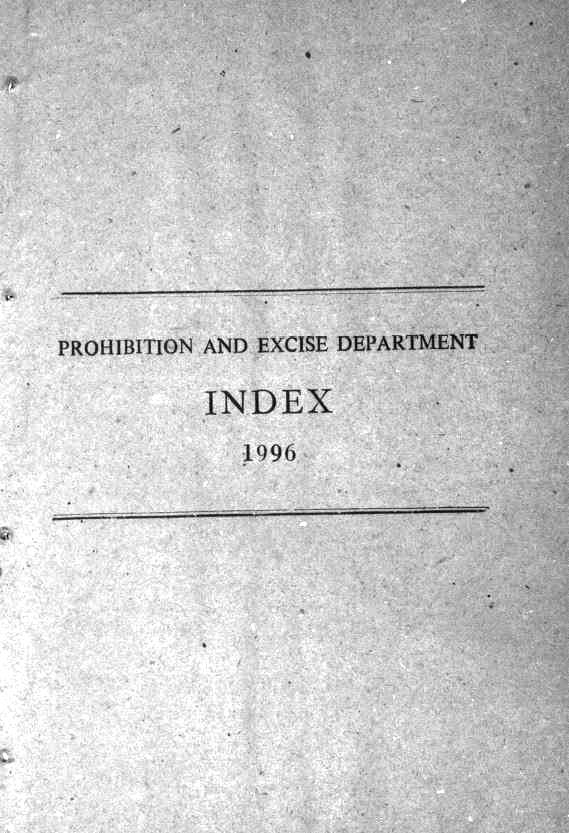 PROHIBITION AND EXCISE DEPARTMENT
INDEX
1996